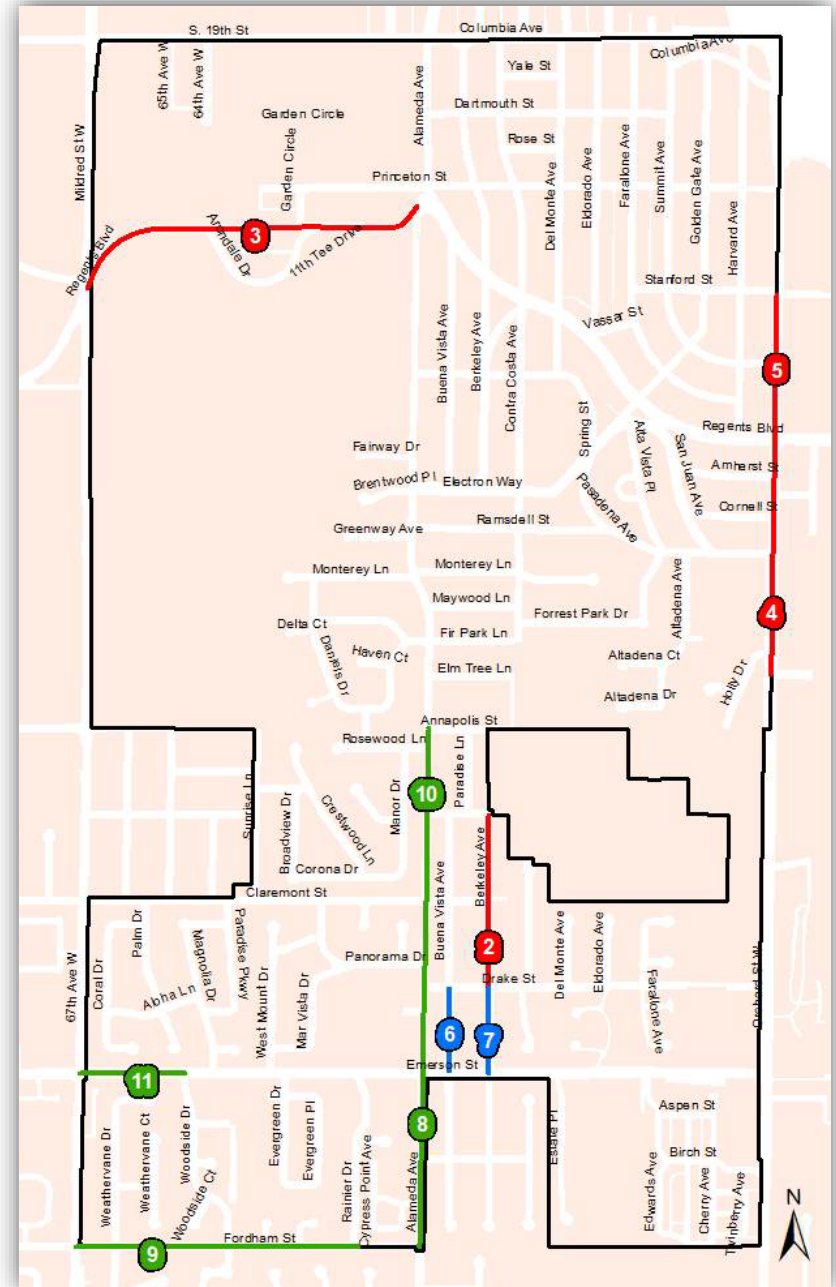 S. 19th St
Columbia Ave
Columbia Ave
65th Ave W
64th Ave W
Yale St
Alameda Ave
Dartmouth St
Garden Circle
Mildred St W
Rose St
Garden Circle
Princeton St
Del Monte Ave
Eldorado Ave
Farallone Ave
Summit Ave
Golden Gate Ave
Harvard Ave
3
Arondale Dr
11th Tee Drive
Regents Blvd
Stanford St
Vassar St
Buena Vista Ave
Berkeley Ave
Contra Costa Ave
5
Spring St
Alta Vista Pl
San Juan Ave
Regents Blvd
Fairway Dr
Amherst St
Brentwood Pl
Electron Way
Pasadena Ave
Cornell St
Greenway Ave
Ramsdell St
Monterey Ln
Monterey Ln
Altadena Ave
Maywood Ln
Forrest Park Dr
4
Delta Ct
Fir Park Ln
Daniels Dr
Haven Ct
Altadena Ct
Elm Tree Ln
Holly Dr
Altadena Dr
Annapolis St
Rosewood Ln
Paradise Ln
10
Sunrise Ln
Broadview Dr
Crestwood Ln
Manor Dr
Corona Dr
Claremont St
Buena Vista Ave
Berkeley Ave
67th Ave W
Coral Dr
Palm Dr
Magnolia Dr
Paradise Pkwy
West Mount Dr
Panorama Dr
2
Del Monte Ave
Eldorado Ave
Drake St
Farallone Ave
Orchard St W
Abha Ln
Mar Vista Dr
6
7
Emerson St
11
8
Aspen St
Weathervane Dr
Weathervane Ct
Woodside Dr
Evergreen Dr
Evergreen Pl
Estate Pl
Birch St
Woodside Ct
Rainier Dr
Cypress Point Ave
Alameda Ave
Edwards Ave
Cherry Ave
Twinberry Ave
N
Fordham St
9